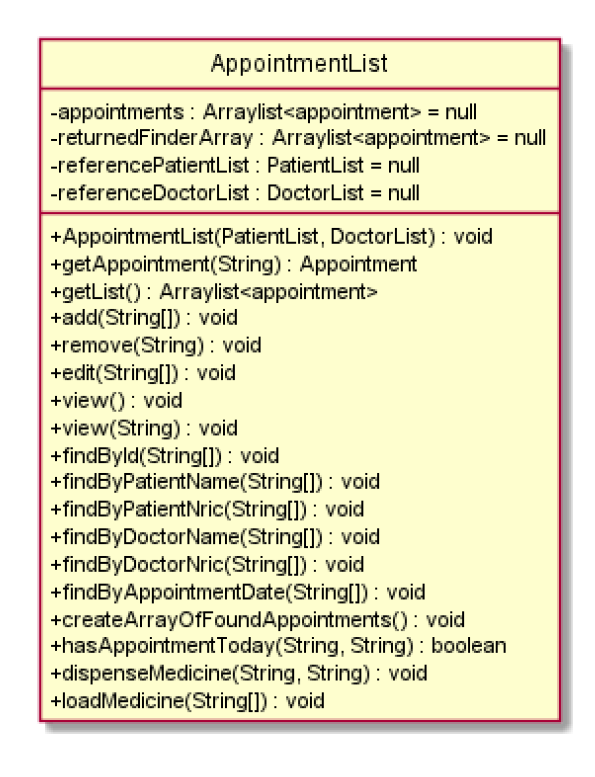 AppointmentList
-appointments : Arraylist<appointment> = null
-returnedFinderArray : Arraylist<appointment> = null
-referencePatientList : PatientList = null
-referenceDoctorList : DoctorList = null
+AppointmentList(PatientList, DoctorList) : void
+getAppointment(String) : Appointment
+getList() : Arraylist<appointment>
+add(String[]) : void
+remove(String) : void
+edit(String[]) : void
+view() : void
+view(String) : void
+findById(String[]) : void
+findByPatientName(String[]) : void
+findByPatientNric(String[]) : void
+findByDoctorName(String[]) : void
+findByDoctorNric(String[]) : void
+findByAppointmentDate(String[]) : void
+createArrayOfFoundAppointments() : void
+hasAppointmentToday(String, String) : boolean
+dispenseMedicine(String, String) : void
+loadMedicine(String[]) : void